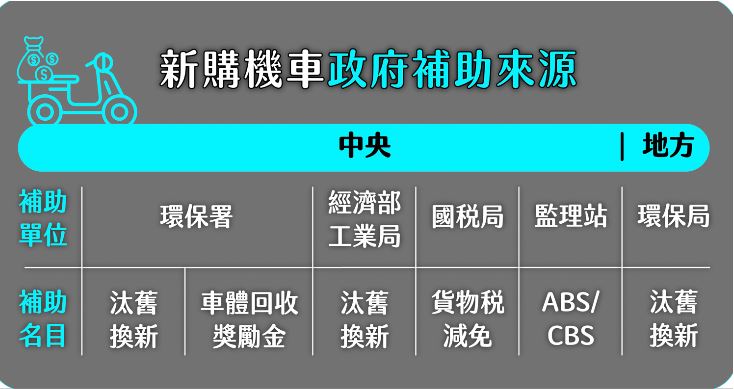 新購機車政府補助來源
中央 | 地方
補助單位 環保署 經濟部工業局 國税局 監理站 環保局
補助名目 汰舊換新 車體回收獎勵金 汰舊換新 貨物税減免 ABS/CBS 汰舊換新